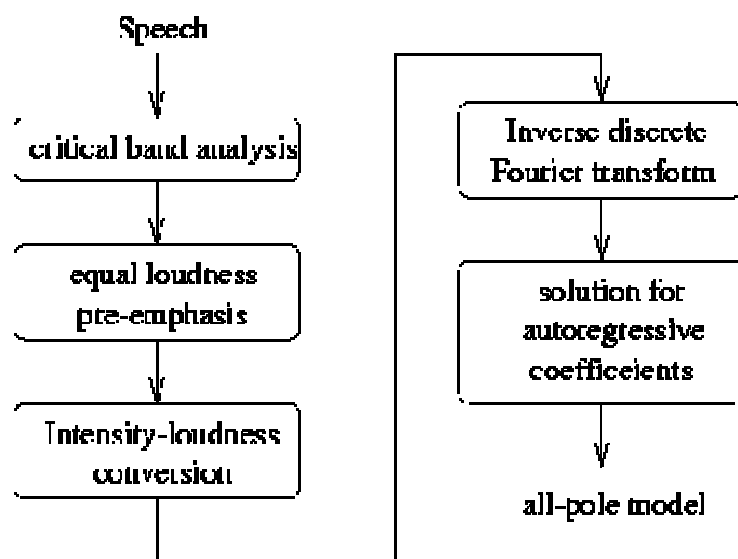 Speech
critical band analysis
equal loudness
pre-emphasis
Intensity-loudness
conversion
Inverse discrete
Fourier transform
solution for
autoregressive
coefficeients
all-pole model